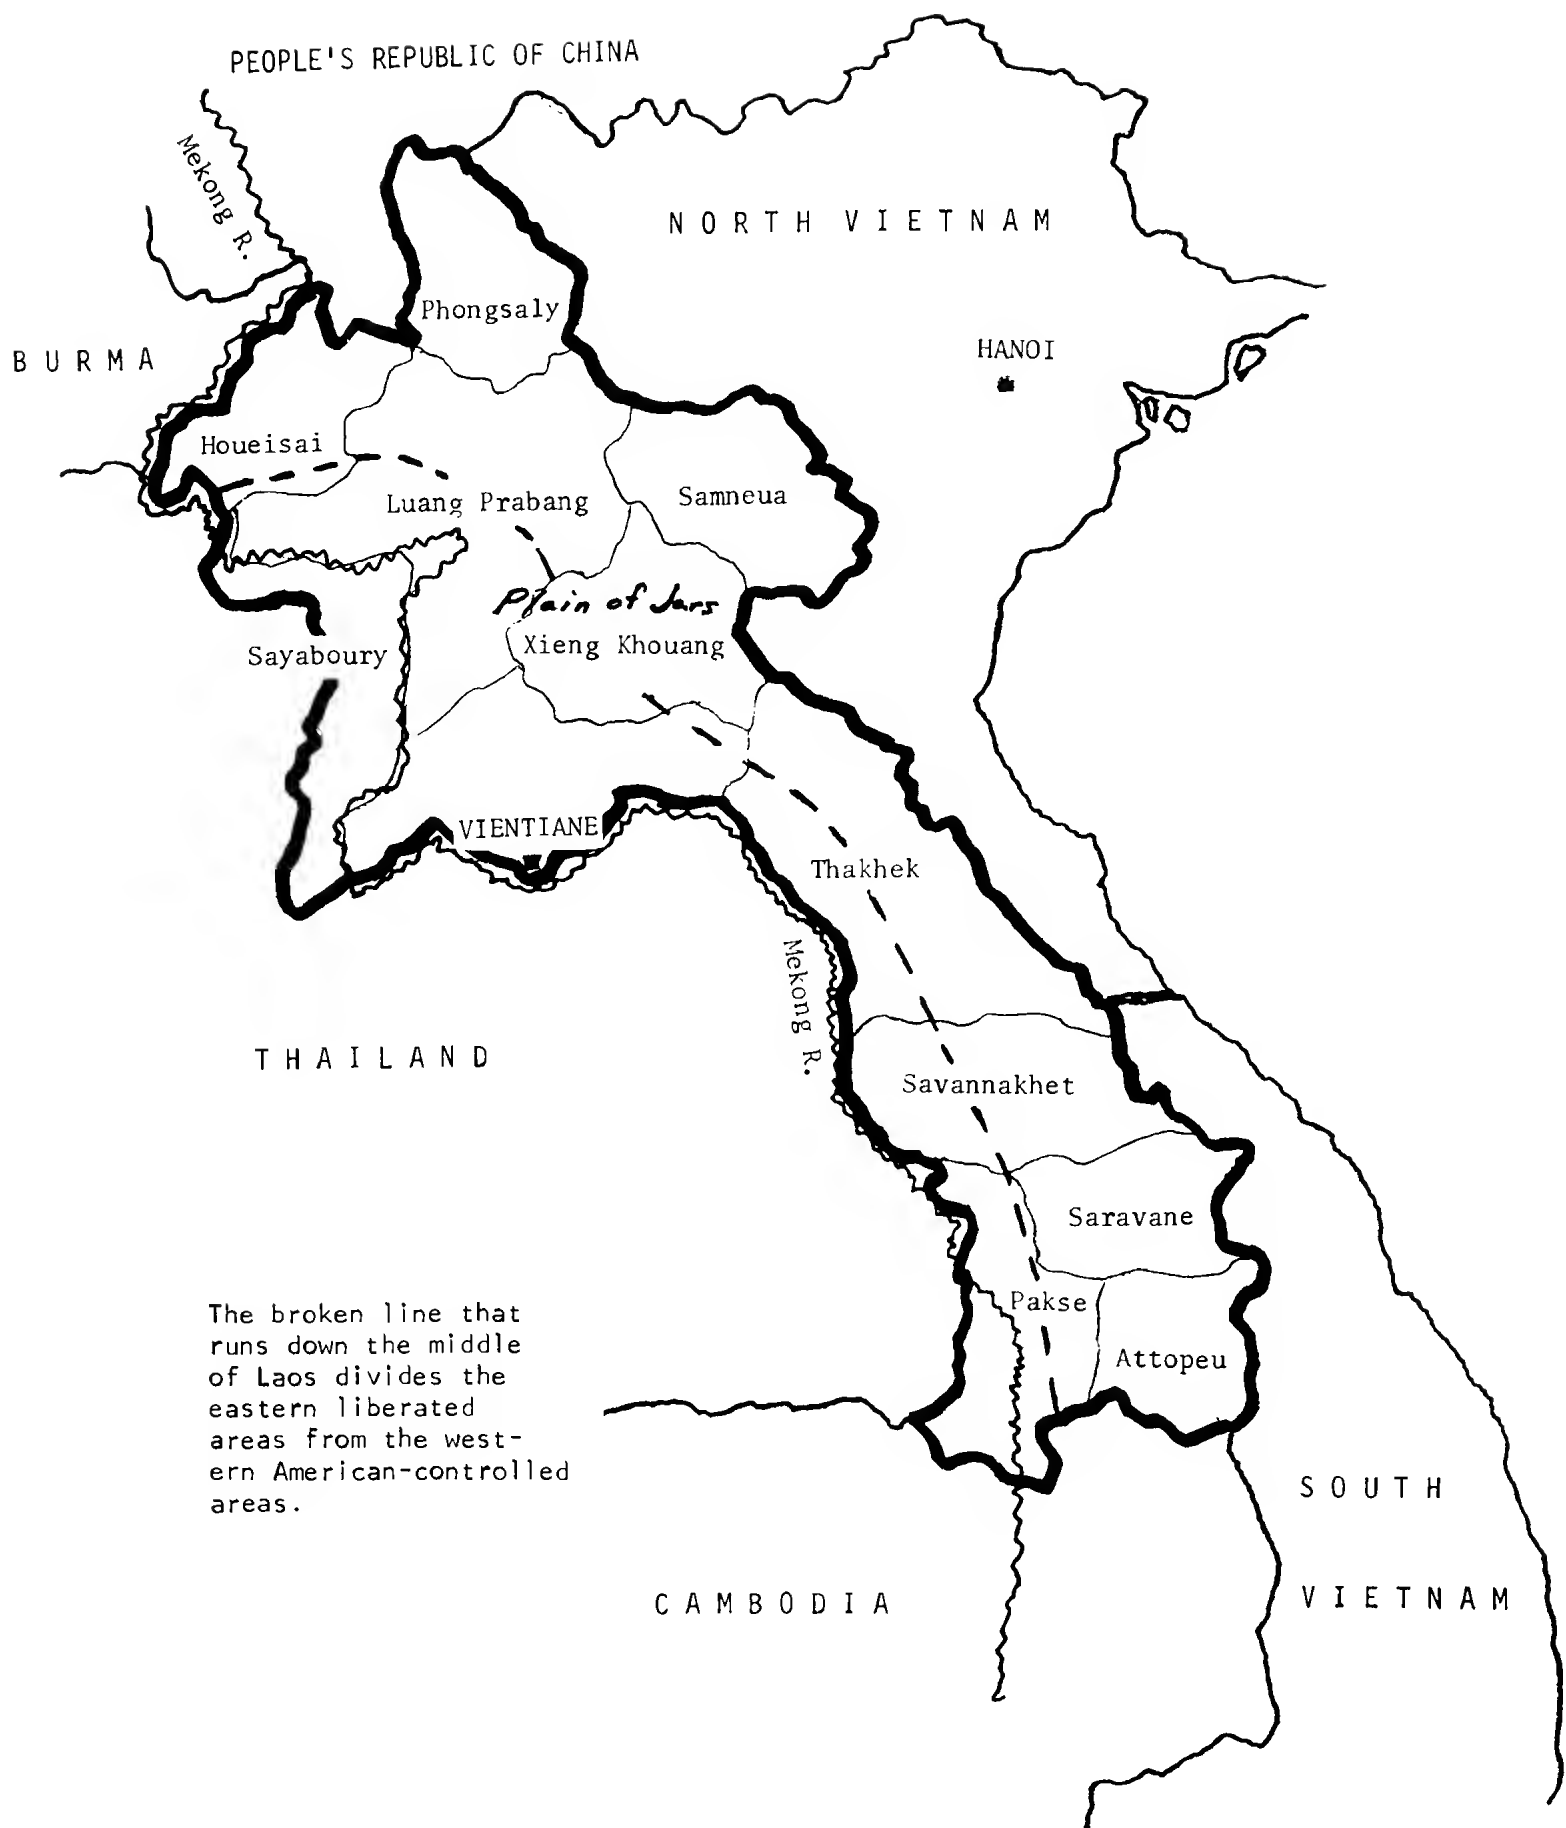 PEOPLE'S REPUBLIC OF CHINA
Mekong R.
NORTH VIETNAM
Phongsaly
BURMA
HANOI
Houeisai
Luang Prabang
Samneua
Plain of Jars
Xieng Khouang
Sayaboury
VIENTIANE
Thakhek
Mekong R.
THAILAND
Savannakhet
Saravane
Pakse
Attopeu
The broken line that
runs down the middle
of Laos divides the
eastern liberated
areas from the west-
ern American-controlled
areas.
SOUTH
VIETNAM
CAMBODIA